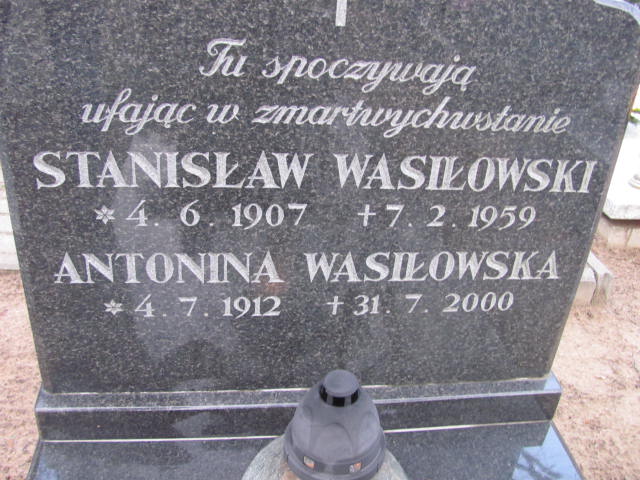 Tu spoczywają
ufając w zmartwychwstanie
STANISŁAW WASIŁOWSKI
* 4. 6. 1907 + 7. 2. 1959
ANTONINA WASIŁOWSKA
* 4. 7. 1912 + 31. 7. 2000